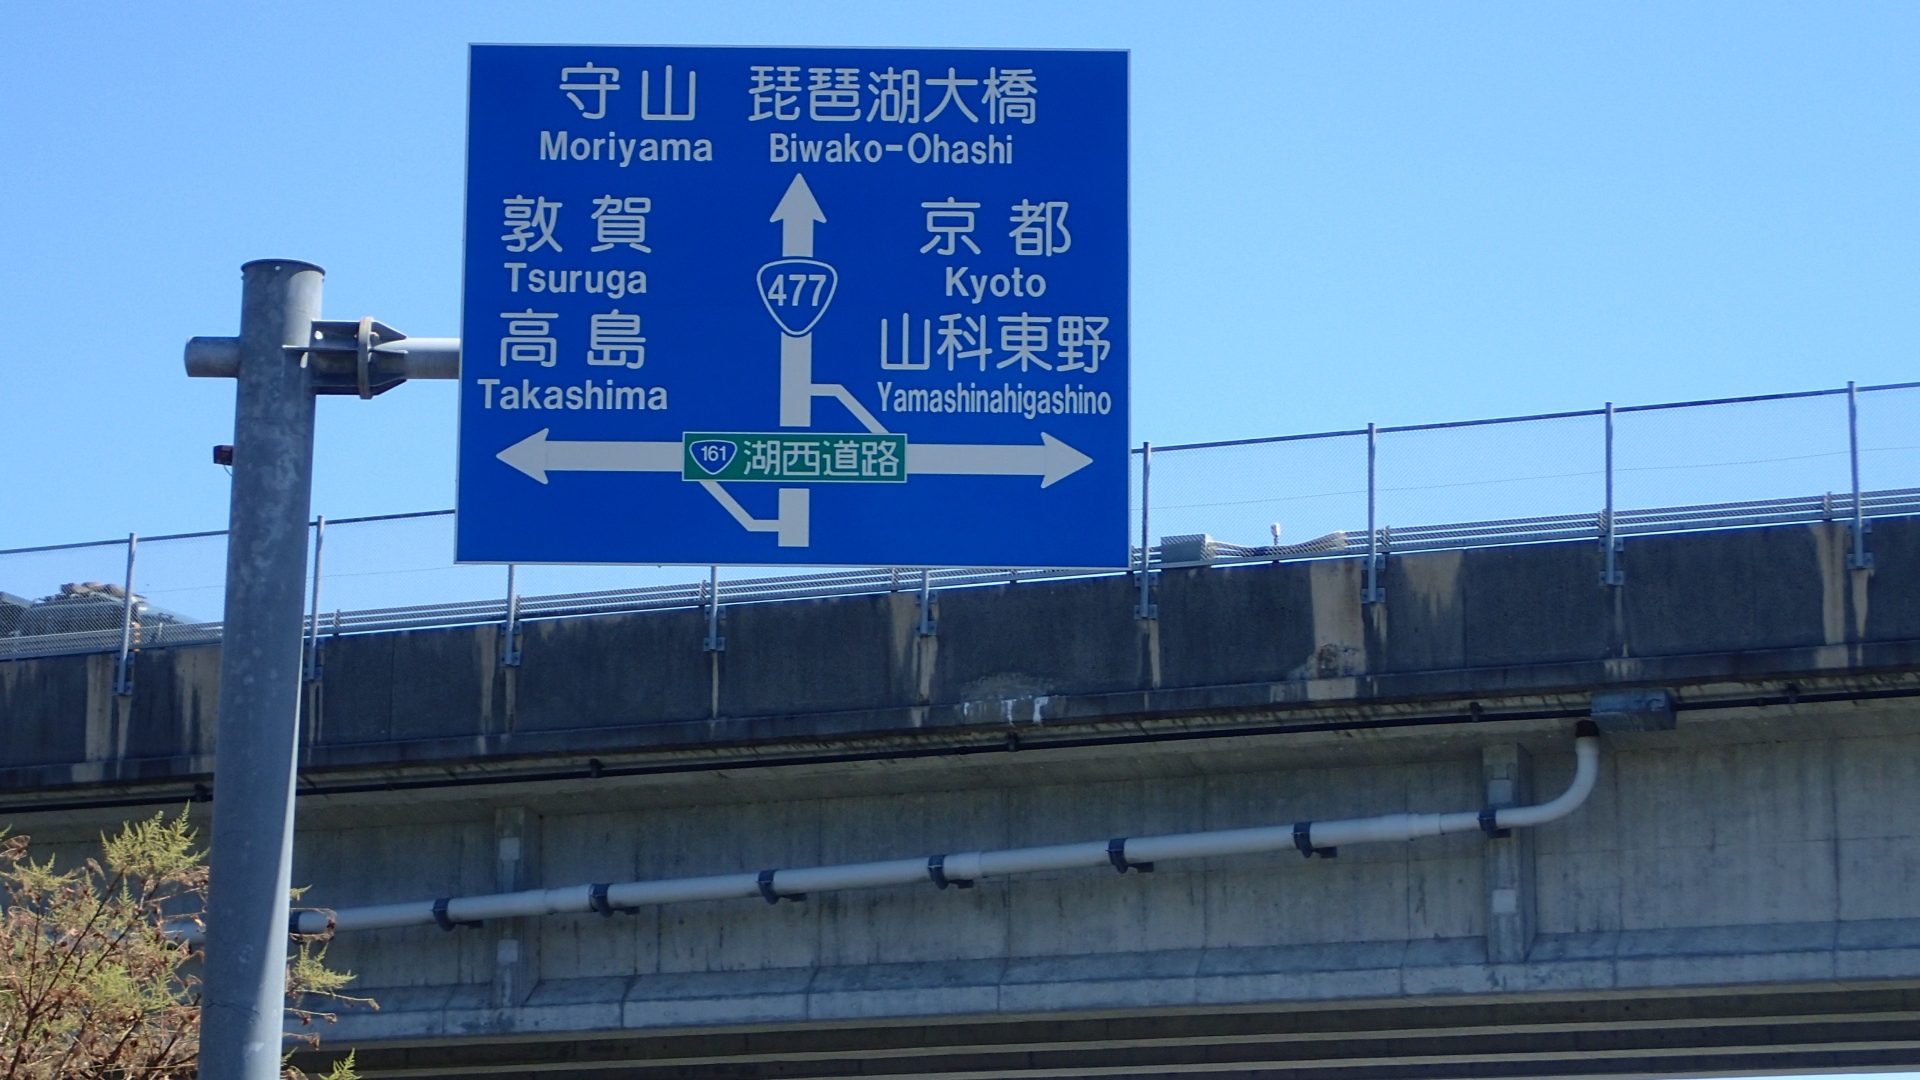 守山 琵琶湖大橋
Moriyama Biwako-Ohashi
敦賀
Tsuruga
高島
Takashima
477
京都
Kyoto
山科東野
Yamashinahigashino
161 湖西道路